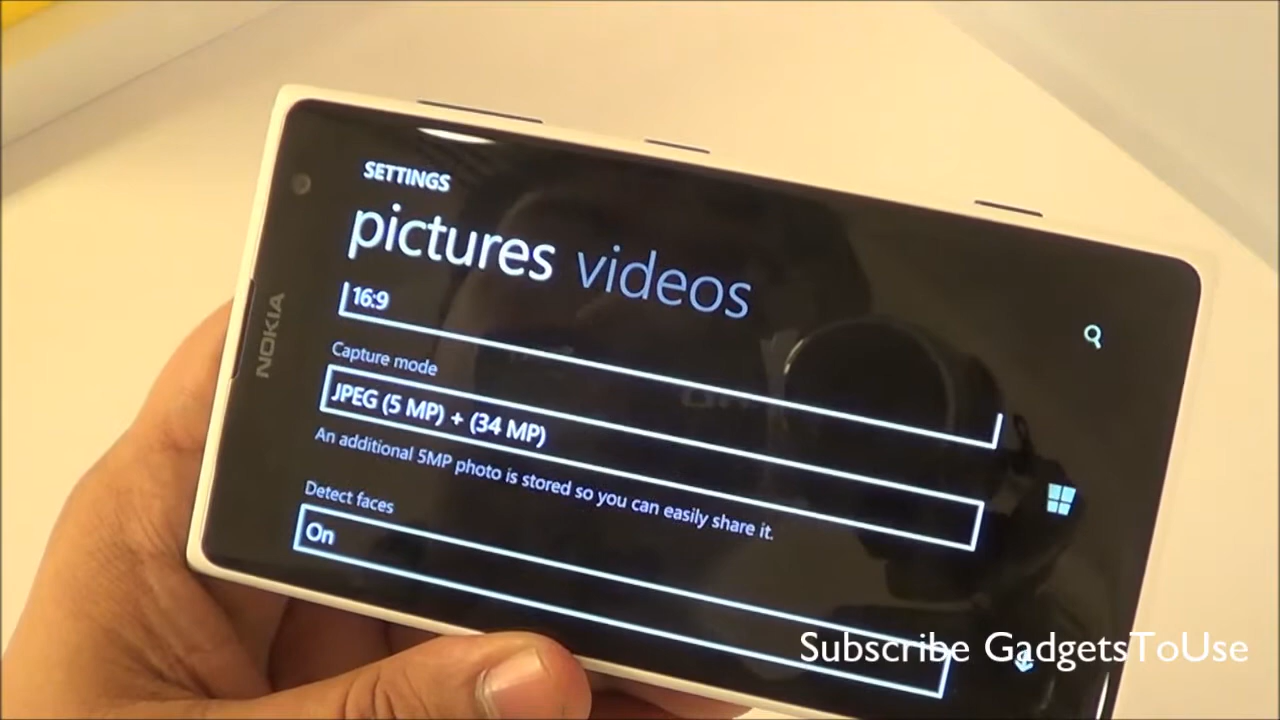 SETTINGS
pictures videos
16:9
Capture mode
JPEG (5 MP) + (34 MP)
An additional 5MP photo is stored so you can easily share it.
Detect faces
On
NOKIA
Subscribe GadgetsToUse